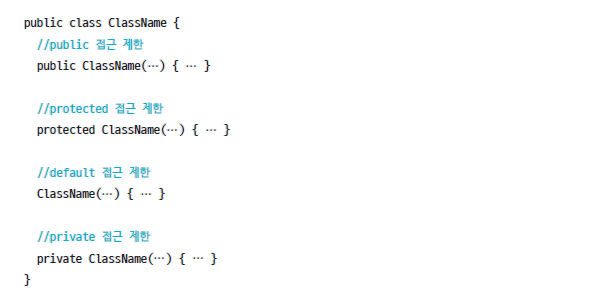 public class ClassName {
//public 접근 제한
public ClassName(…) { … }
//protected 접근 제한
protected ClassName(…) { … }
//default 접근 제한
ClassName(…) { … }
//private 접근 제한
private ClassName(…) { … }
}